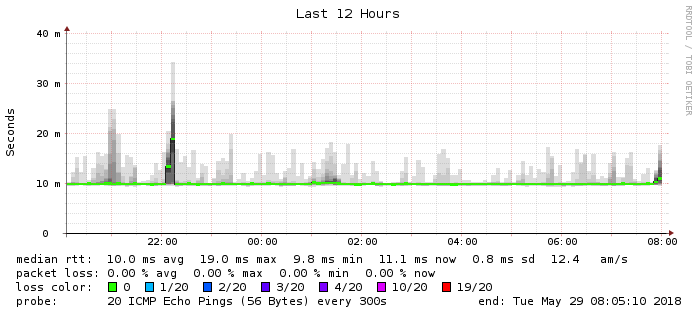 Last 12 Hours
RRDTOOL / TOBI OETIKER
Seconds
40 m
30 m
20 m
10 m
0
22:00 00:00 02:00 04:00 06:00 08:00
median rtt: 10.0 ms avg 19.0 ms max 9.8 ms min 11.1 ms now 0.8 ms sd 12.4 am/s
packet loss: 0.00 % avg 0.00 % max 0.00 % min 0.00 % now
loss color: 0 1/20 2/20 3/20 4/20 10/20 19/20
probe: 20 ICMP Echo Pings (56 Bytes) every 300s end: Tue May 29 08:05:10 2018